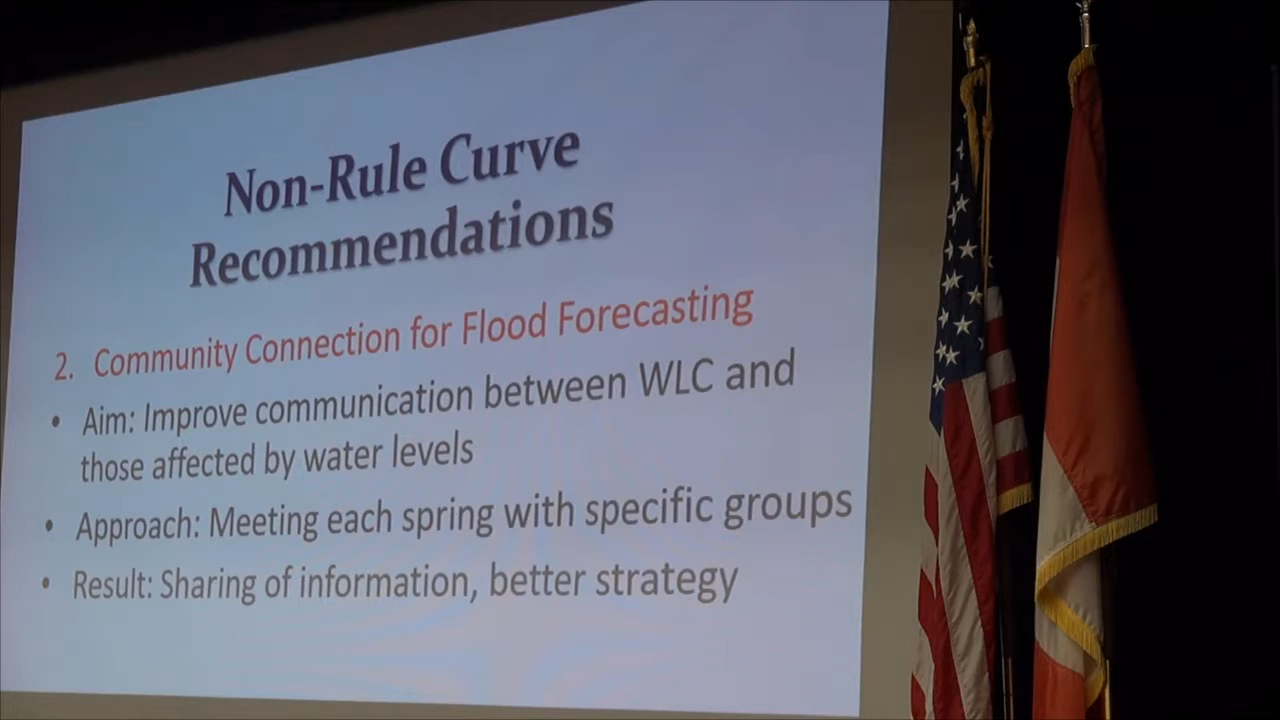 Non-Rule Curve
Recommendations
2. Community Connection for Flood Forecasting
• Aim: Improve communication between WLC and
those affected by water levels
• Approach: Meeting each spring with specific groups
• Result: Sharing of information, better strategy